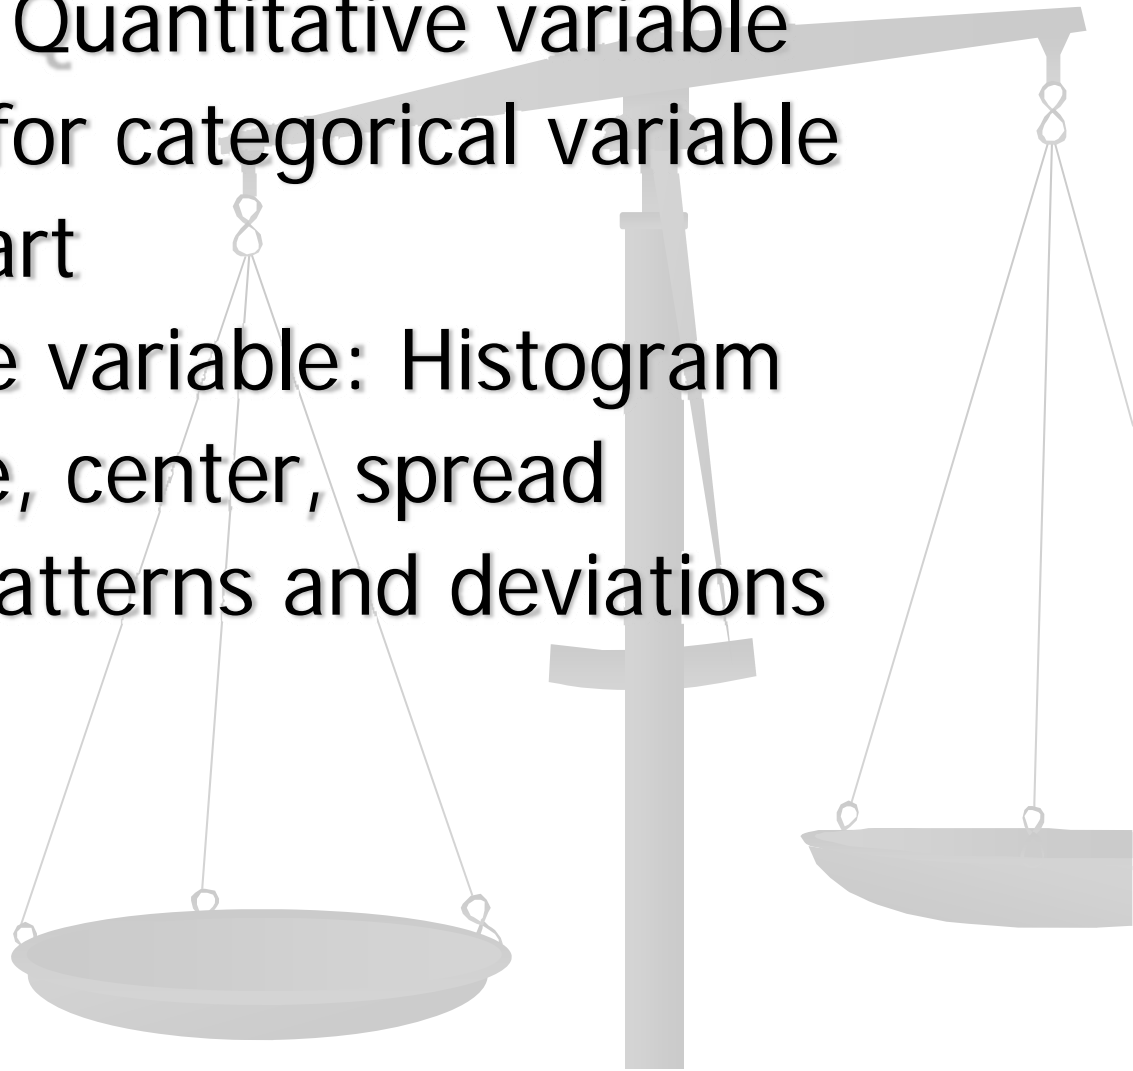 Quantitative variable
for categorical variable
art
e variable: Histogram
e, center, spread
atterns and deviations